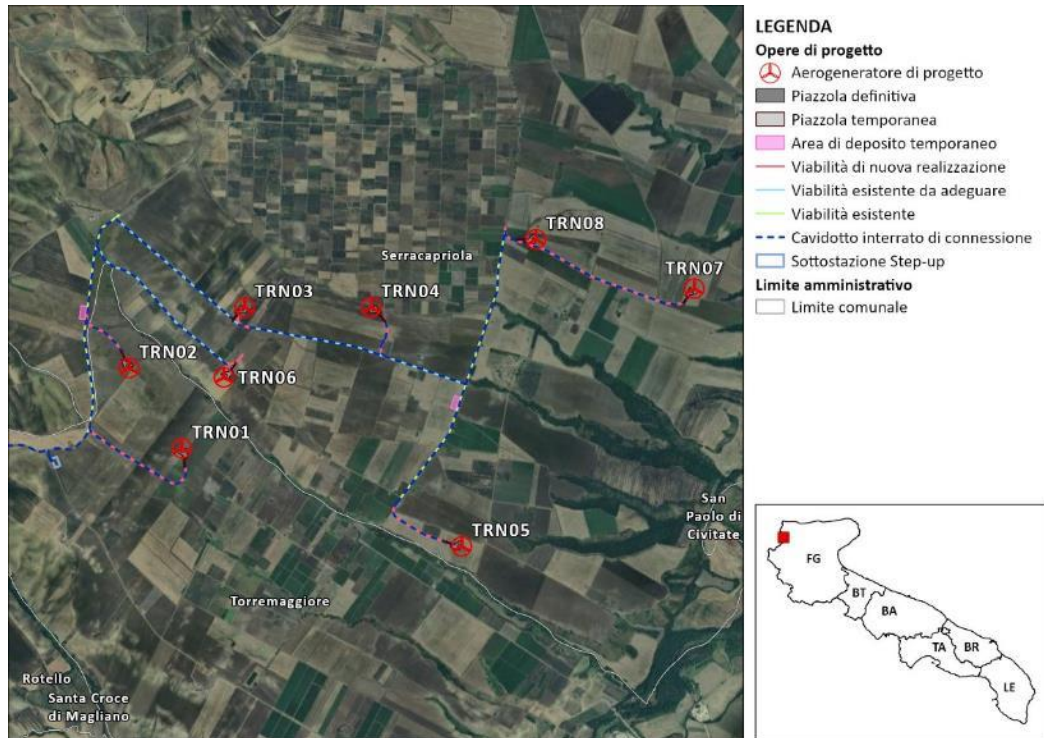 Serracapriola
TRN08
TRN07
TRN03
TRN04
TRN02
TRN06
TRN01
TRN05
San
Paolo di
Civitate
Torremaggiore
Rotello
Santa Croce
di Magliano
LEGENDA
Opere di progetto
Aerogeneratore di progetto
Piazzola definitiva
Piazzola temporanea
Area di deposito temporaneo
Viabilità di nuova realizzazione
Viabilità esistente da adeguare
Viabilità esistente
Cavidotto interrato di connessione
Sottostazione Step-up
Limite amministrativo
Limite comunale
FG
BT
BA
TA
BR
LE